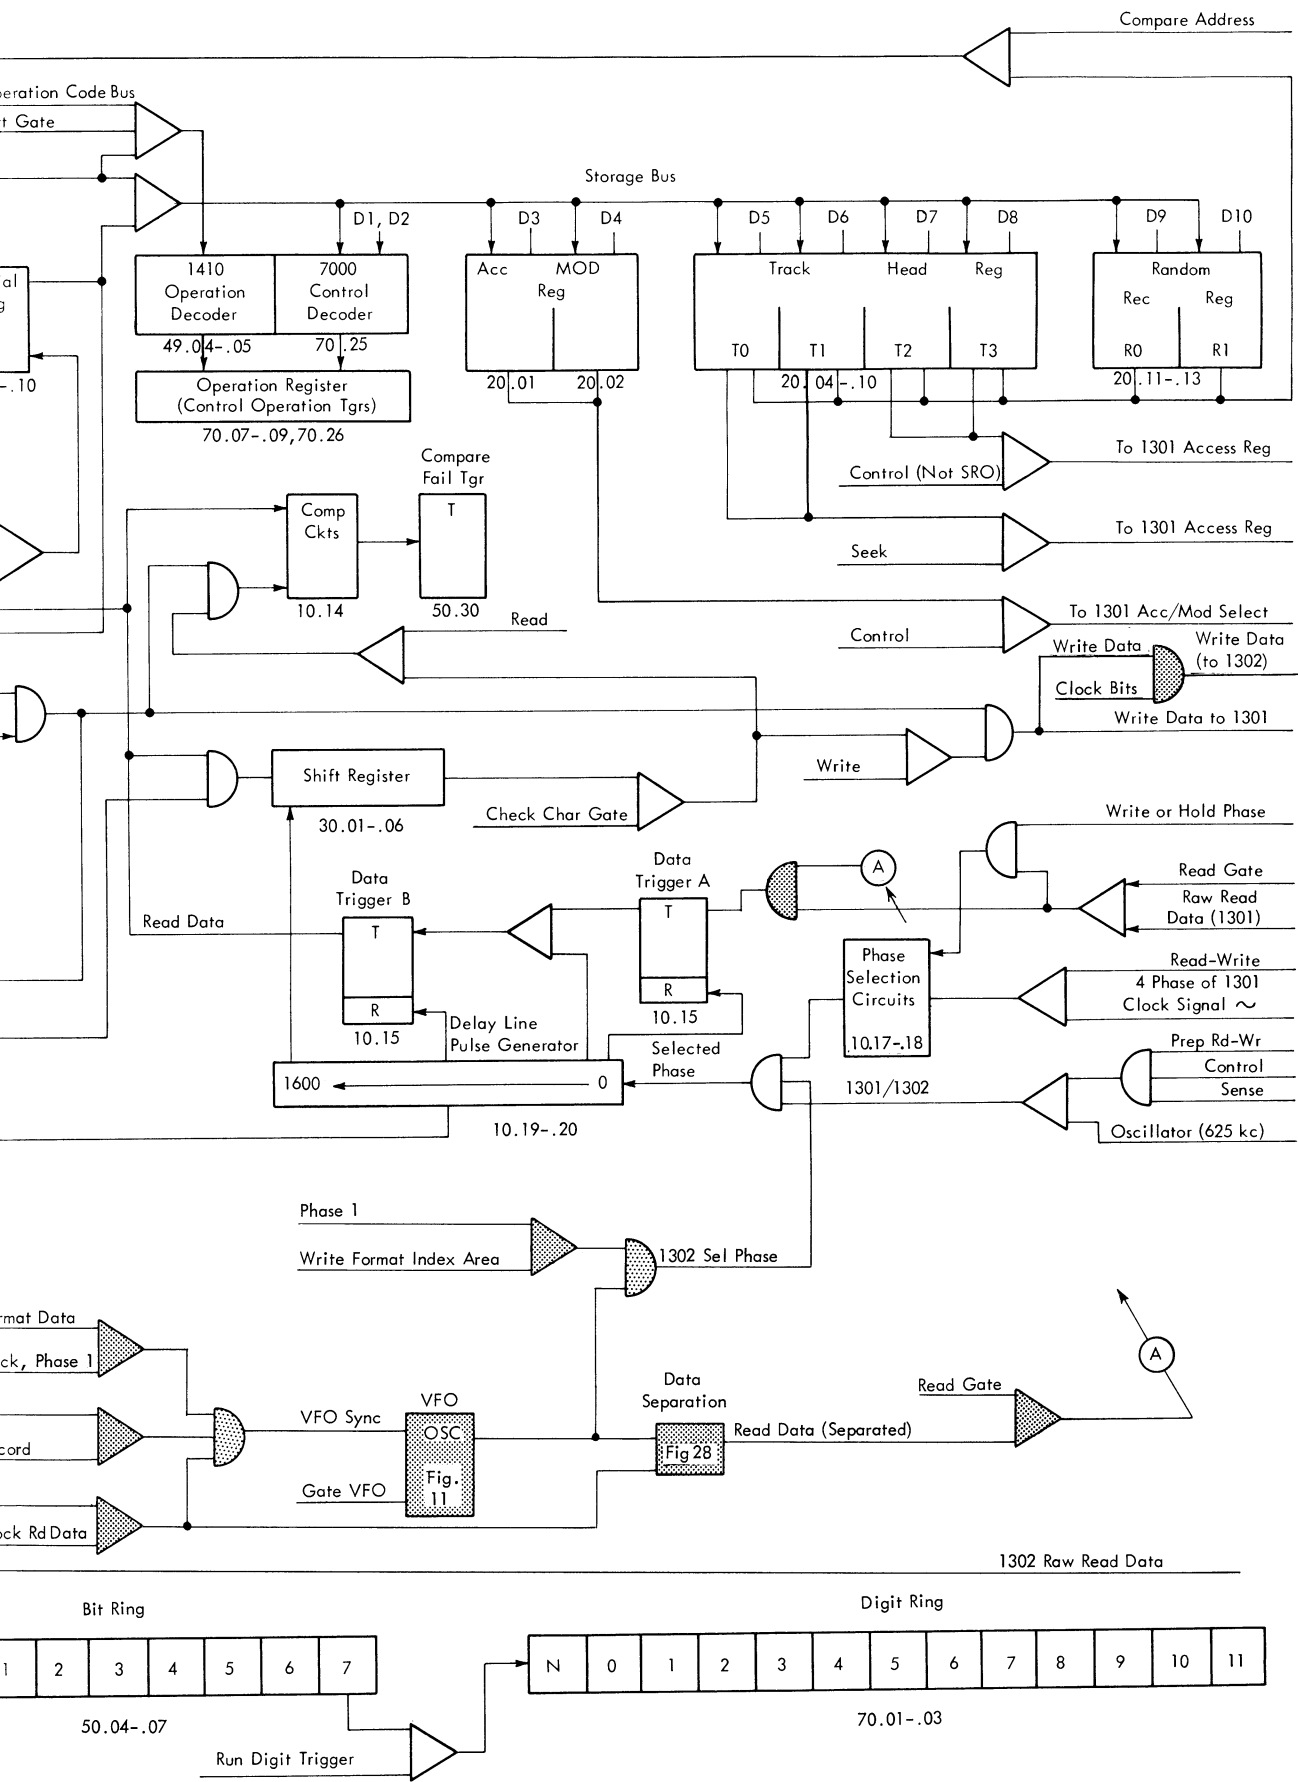 Compare Address
eration Code Bus
t Gate
Storage Bus
D1, D2
D3
D4
D5
D6
D7
D8
D9
D10
1410
Operation
Decoder
7000
Control
Decoder
Acc
MOD
Reg
Track
Head
Reg
Random
Rec
Reg
T0
T1
T2
T3
R0
R1
al
g
-.10
49.04-.05
70.25
20.01
20.02
20.04-.10
20.11-.13
Operation Register
(Control Operation Tgrs)
70.07-.09,70.26
Control (Not SRO)
To 1301 Access Reg
Compare
Fail Tgr
Comp
Ckts
T
10.14
50.30
Seek
To 1301 Access Reg
Read
Control
To 1301 Acc/Mod Select
Write Data
Write Data
(to 1302)
Clock Bits
Write Data to 1301
Write
Shift Register
30.01-.06
Check Char Gate
Write or Hold Phase
Data
Trigger A
T
R
10.15
A
Data
Trigger B
T
R
10.15
Read Data
Read Gate
Raw Read
Data (1301)
Phase
Selection
Circuits
10.17-.18
Read-Write
4 Phase of 1301
Clock Signal ~
Delay Line
Pulse Generator
Selected
Phase
1600
0
10.19-.20
1301/1302
Prep Rd-Wr
Control
Sense
Oscillator (625 kc)
Phase 1
Write Format Index Area
1302 Sel Phase
rmat Data
ck, Phase 1
cord
ock Rd Data
VFO Sync
VFO
OSC
Fig.
11
Gate VFO
Data
Separation
Fig 28
Read Data (Separated)
Read Gate
A
1302 Raw Read Data
Bit Ring
1 2 3 4 5 6 7
50.04-.07
Run Digit Trigger
Digit Ring
N 0 1 2 3 4 5 6 7 8 9 10 11
70.01-.03